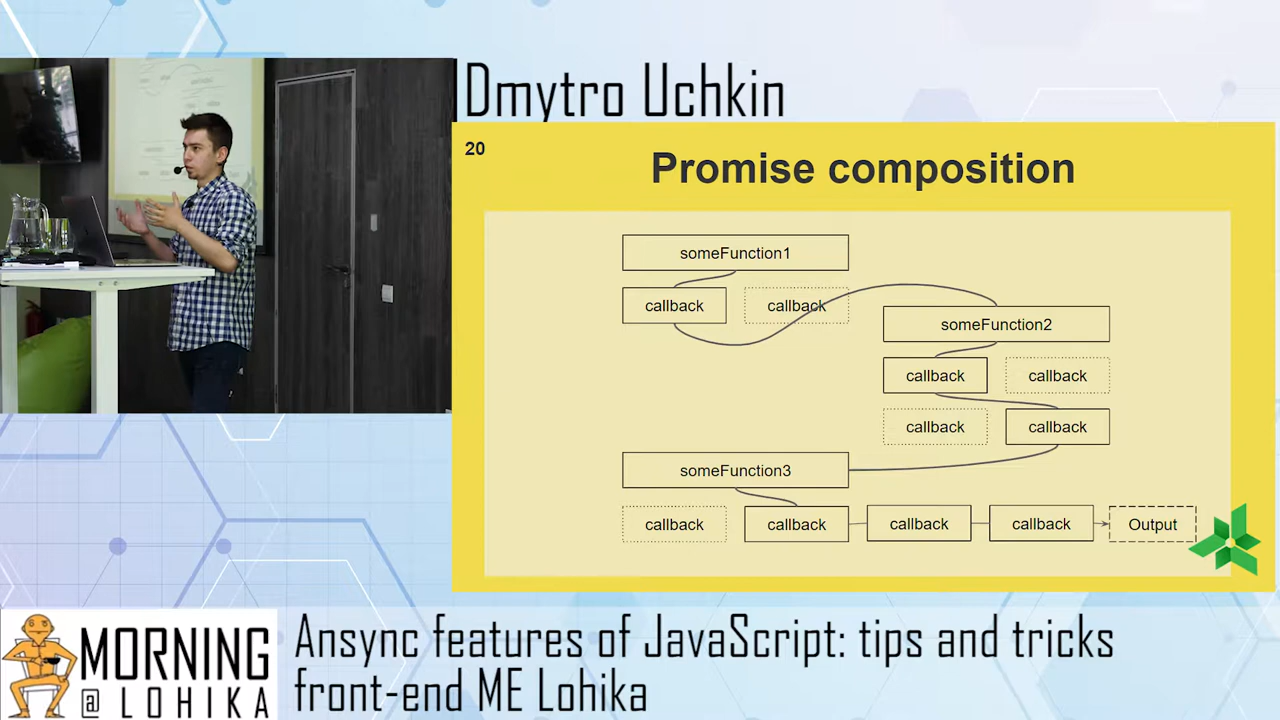 Dmytro Uchkin
20
Promise composition
someFunction1
callback
callback
someFunction2
callback
callback
callback
callback
someFunction3
callback
callback
callback
callback
Output
MORNING
@ LOHIKA
Ansync features of JavaScript: tips and tricks
front-end ME Lohika